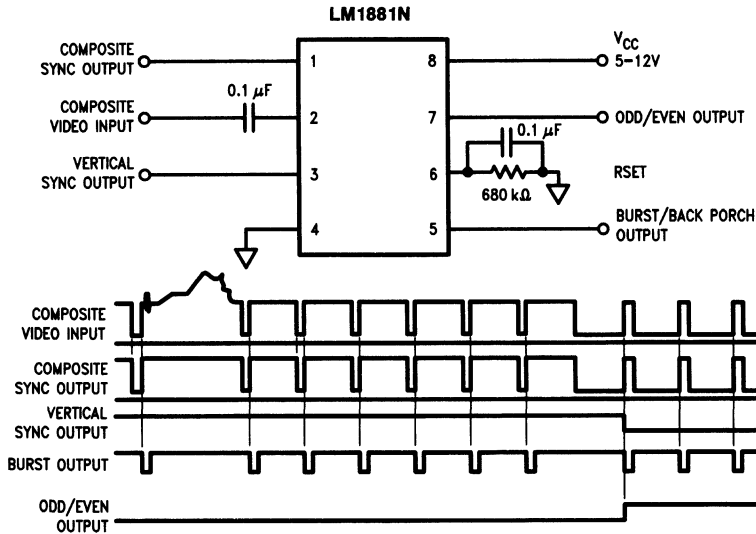 LM1881N
COMPOSITE
SYNC OUTPUT
1
8
VCC
5–12V
COMPOSITE
VIDEO INPUT
0.1 μF
2
7
ODD/EVEN OUTPUT
VERTICAL
SYNC OUTPUT
3
6
0.1 μF
680 kΩ
RSET
4
5
BURST/BACK PORCH
OUTPUT
COMPOSITE
VIDEO INPUT
COMPOSITE
SYNC OUTPUT
VERTICAL
SYNC OUTPUT
BURST OUTPUT
ODD/EVEN
OUTPUT